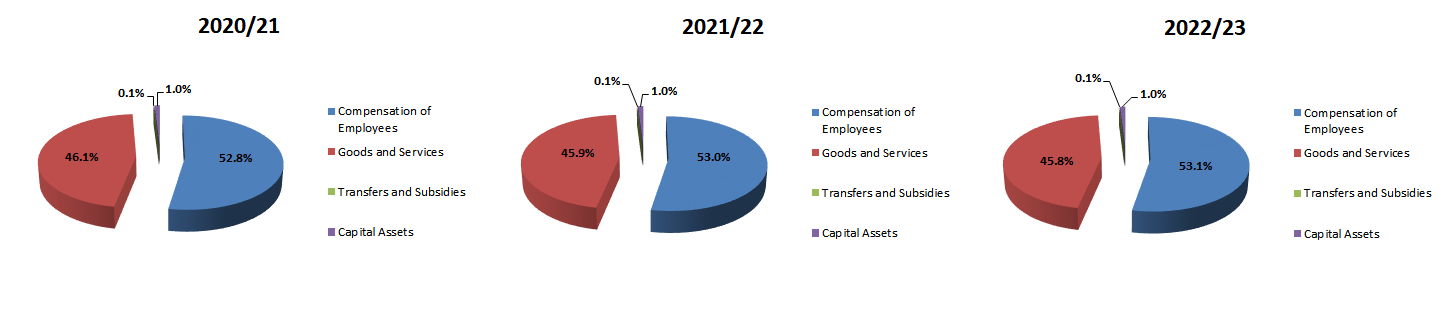 2020/21
0.1%
1.0%
46.1%
52.8%
Compensation of
Employees
Goods and Services
Transfers and Subsidies
Capital Assets
2021/22
0.1%
1.0%
45.9%
53.0%
Compensation of
Employees
Goods and Services
Transfers and Subsidies
Capital Assets
2022/23
0.1%
1.0%
45.8%
53.1%
Compensation of
Employees
Goods and Services
Transfers and Subsidies
Capital Assets